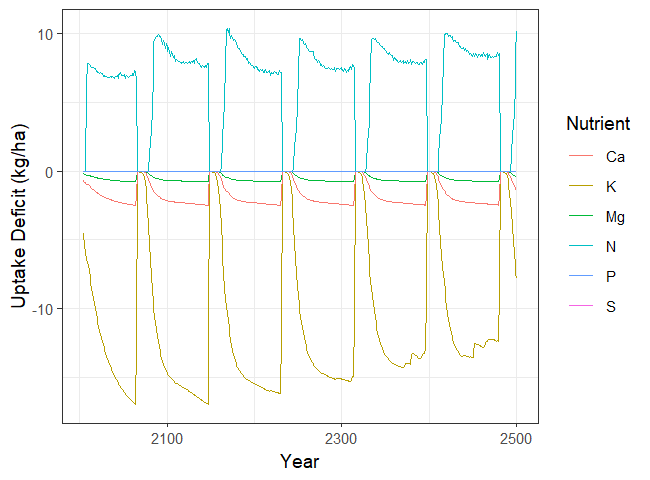 10
0
-10
Uptake Deficit (kg/ha)
2100
2300
2500
Year
Nutrient
Ca
K
Mg
N
P
S